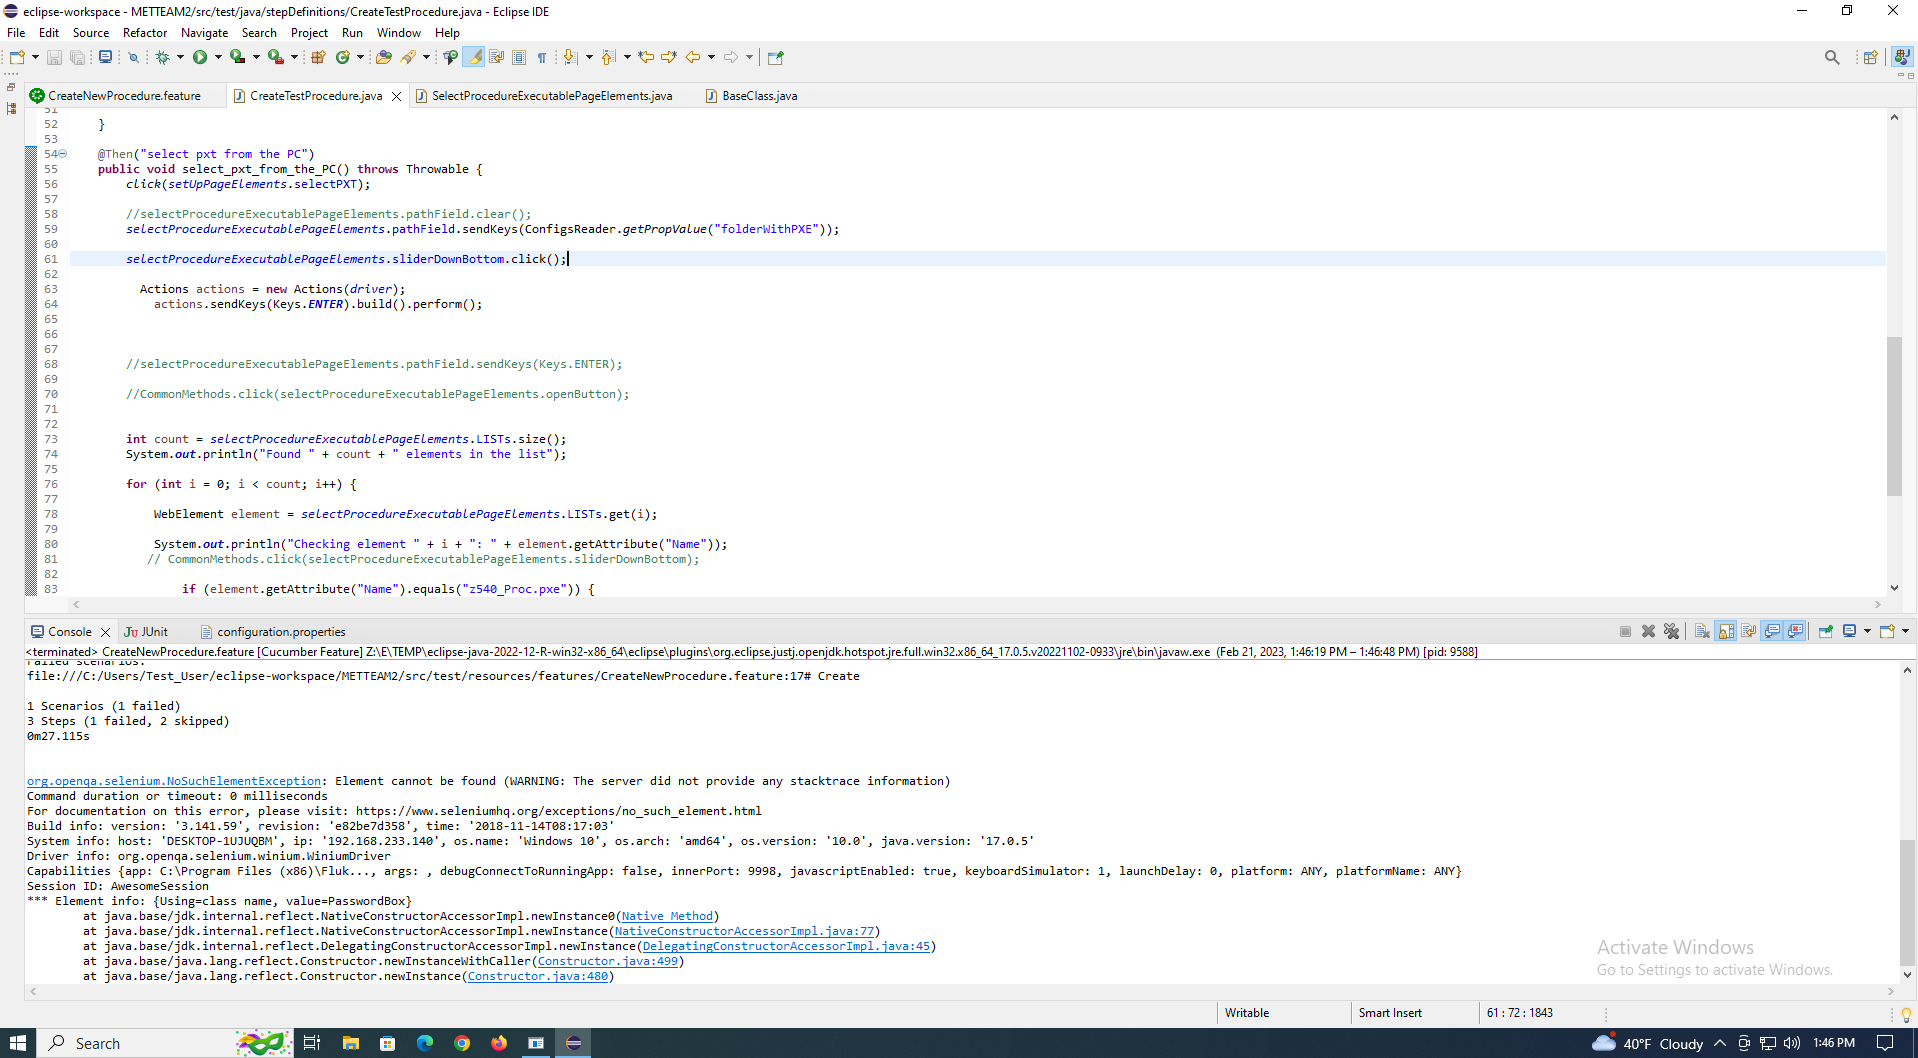 eclipse-workspace - METTEAM2/src/test/java/stepDefinitions/CreateTestProcedure.java - Eclipse IDE
File Edit Source Refactor Navigate Search Project Run Window Help
CreateNewProcedure.feature CreateTestProcedure.java SelectProcedureExecutablePageElements.java BaseClass.java
51
52 }
53
54 @Then("select pxt from the PC")
55 public void select_pxt_from_the_PC() throws Throwable {
56 click(setUpPageElements.selectPXT);
57
58 //selectProcedureExecutablePageElements.pathField.clear();
59 selectProcedureExecutablePageElements.pathField.sendKeys(ConfigsReader.getPropValue("folderWithPXE"));
60
61 selectProcedureExecutablePageElements.sliderDownBottom.click();
62
63 Actions actions = new Actions(driver);
64 actions.sendKeys(Keys.ENTER).build().perform();
65
66
67
68 //selectProcedureExecutablePageElements.pathField.sendKeys(Keys.ENTER);
69
70 //CommonMethods.click(selectProcedureExecutablePageElements.openButton);
71
72
73 int count = selectProcedureExecutablePageElements.LISTs.size();
74 System.out.println("Found " + count + " elements in the list");
75
76 for (int i = 0; i < count; i++) {
77
78 WebElement element = selectProcedureExecutablePageElements.LISTs.get(i);
79
80 System.out.println("Checking element " + i + ": " + element.getAttribute("Name"));
81 // CommonMethods.click(selectProcedureExecutablePageElements.sliderDownBottom);
82
83 if (element.getAttribute("Name").equals("z540_Proc.pxe")) {
Console JUnit configuration.properties
<terminated> CreateNewProcedure.feature [Cucumber Feature] Z:\E\TEMP\eclipse-java-2022-12-R-win32-x86_64\eclipse\plugins\org.eclipse.justj.openjdk.hotspot.jre.full.win32.x86_64_17.0.5.v20221102-0933\jre\bin\javaw.exe (Feb 21, 2023, 1:46:19 PM – 1:46:48 PM) [pid: 9588]
Failed scenarios:
file:///C:/Users/Test_User/eclipse-workspace/METTEAM2/src/test/resources/features/CreateNewProcedure.feature:17# Create
1 Scenarios (1 failed)
3 Steps (1 failed, 2 skipped)
0m27.115s
org.openqa.selenium.NoSuchElementException: Element cannot be found (WARNING: The server did not provide any stacktrace information)
Command duration or timeout: 0 milliseconds
For documentation on this error, please visit: https://www.seleniumhq.org/exceptions/no_such_element.html
Build info: version: '3.141.59', revision: 'e82be7d358', time: '2018-11-14T08:17:03'
System info: host: 'DESKTOP-1UJUQBM', ip: '192.168.233.140', os.name: 'Windows 10', os.arch: 'amd64', os.version: '10.0', java.version: '17.0.5'
Driver info: org.openqa.selenium.winium.WiniumDriver
Capabilities {app: C:\Program Files (x86)\Fluk..., args: , debugConnectToRunningApp: false, innerPort: 9998, javascriptEnabled: true, keyboardSimulator: 1, launchDelay: 0, platform: ANY, platformName: ANY}
Session ID: AwesomeSession
*** Element info: {Using=class name, value=PasswordBox}
at java.base/jdk.internal.reflect.NativeConstructorAccessorImpl.newInstance0(Native Method)
at java.base/jdk.internal.reflect.NativeConstructorAccessorImpl.newInstance(NativeConstructorAccessorImpl.java:77)
at java.base/jdk.internal.reflect.DelegatingConstructorAccessorImpl.newInstance(DelegatingConstructorAccessorImpl.java:45)
at java.base/java.lang.reflect.Constructor.newInstanceWithCaller(Constructor.java:499)
at java.base/java.lang.reflect.Constructor.newInstance(Constructor.java:480)
Activate Windows
Go to Settings to activate Windows.
Writable Smart Insert 61 : 72 : 1843
Search 40°F Cloudy 1:46 PM